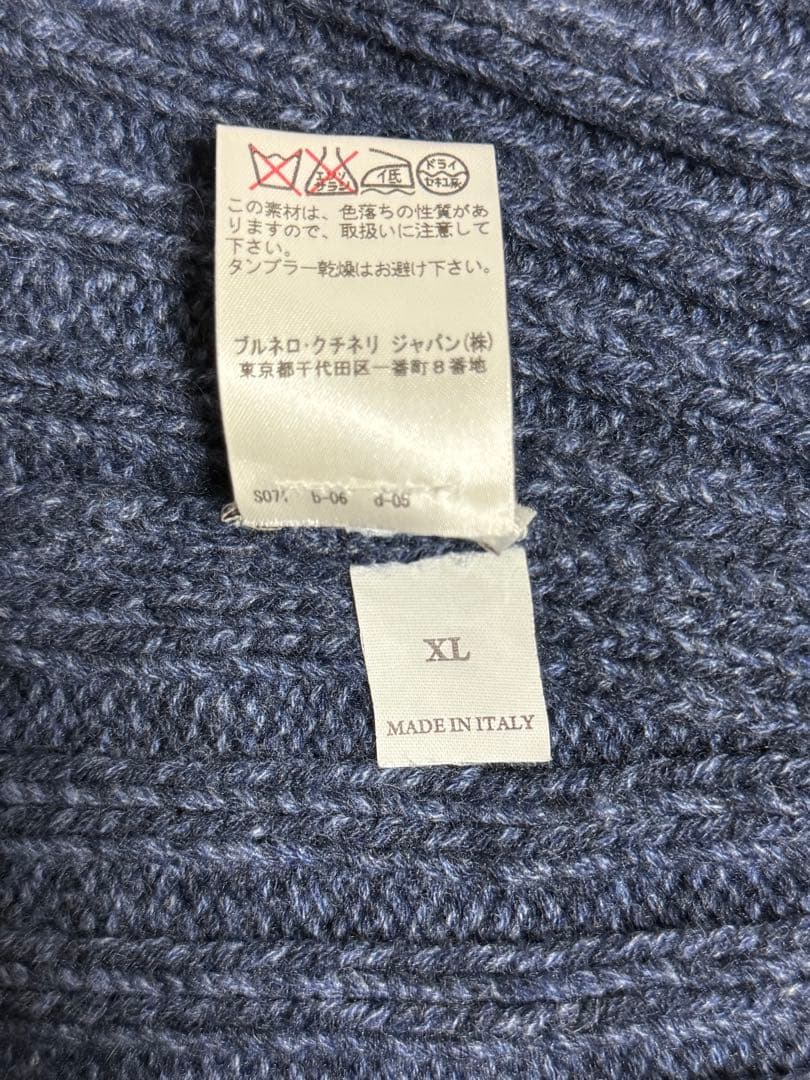 エンソ
サラシ
低
ドライ
セキユ系
この素材は、色落ちの性質があ
りますので、取扱いに注意して
下さい。
タンブラー乾燥はお避け下さい。
ブルネロ・クチネリ ジャパン(株)
東京都千代田区一番町8番地
S071 b-06 d-05
XL
MADE IN ITALY